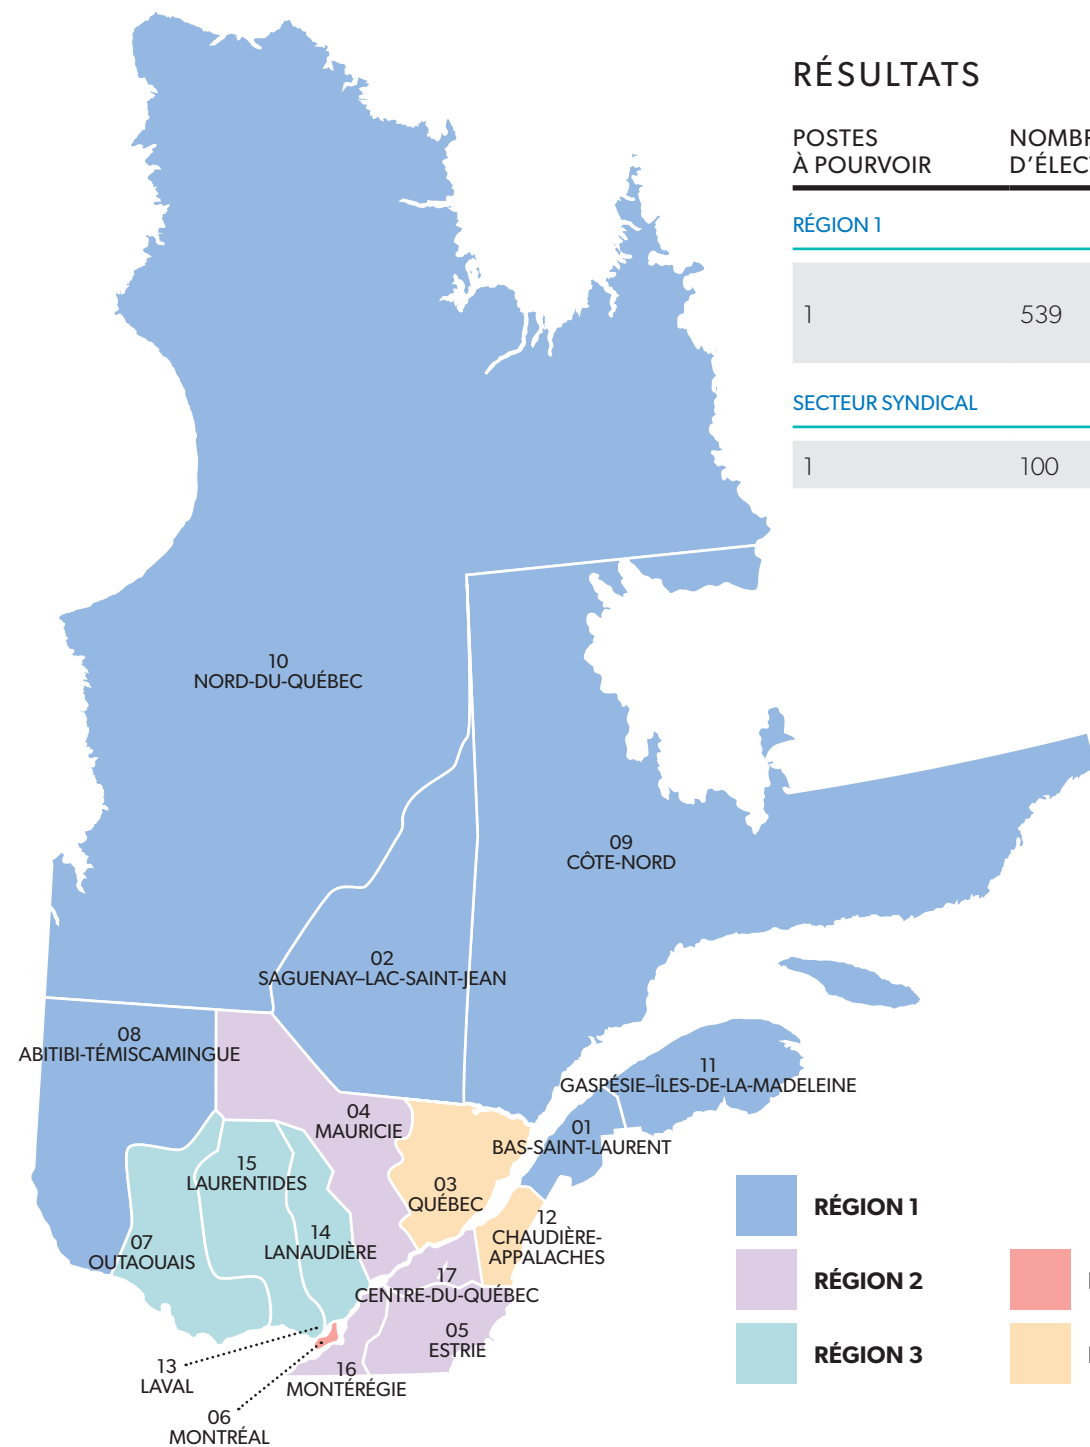 RÉSULTATS
POSTES
À POURVOIR
RÉGION 1
1
539
SECTEUR SYNDICAL
1
100
10
NORD-DU-QUÉBEC
09
CÔTE-NORD
02
SAGUENAY–LAC-SAINT-JEAN
08
ABITIBI-TÉMISCAMINGUE
11
GASPÉSIE–ÎLES-DE-LA-MADELEINE
04
MAURICIE
01
BAS-SAINT-LAURENT
15
LAURENTIDES
03
QUÉBEC
12
CHAUDIÈRE-
APPALACHES
14
LANAUDIÈRE
07
OUTAOUAIS
17
CENTRE-DU-QUÉBEC
05
ESTRIE
13
LAVAL
16
MONTÉRÉGIE
06
MONTRÉAL
RÉGION 1
RÉGION 2
RÉGION 3